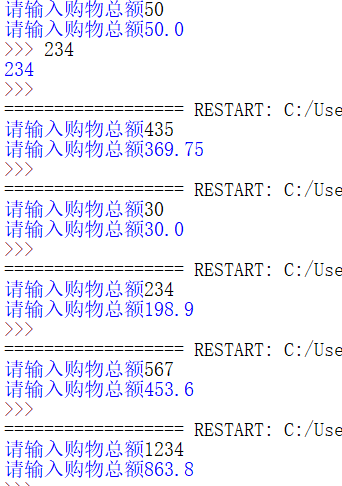 请输入购物总额50
请输入购物总额50.0
>>> 234
234
>>>
================== RESTART: C:/Use
请输入购物总额435
请输入购物总额369.75
>>>
================== RESTART: C:/Use
请输入购物总额30
请输入购物总额30.0
>>>
================== RESTART: C:/Use
请输入购物总额234
请输入购物总额198.9
>>>
================== RESTART: C:/Use
请输入购物总额567
请输入购物总额453.6
>>>
================== RESTART: C:/Use
请输入购物总额1234
请输入购物总额863.8
>>>